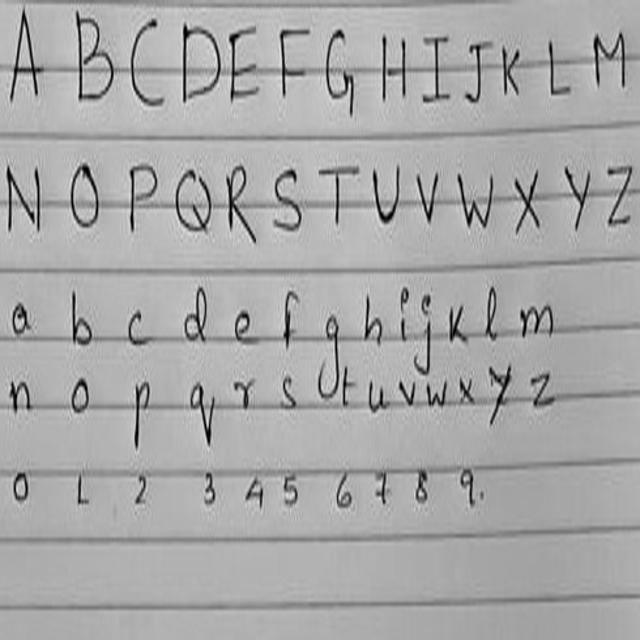 A B C D E F G H I J K L M
N O P Q R S T U V W X Y Z
a b c d e f g h i j k l m
n o p q r s t u v w x y z
0 1 2 3 4 5 6 7 8 9.